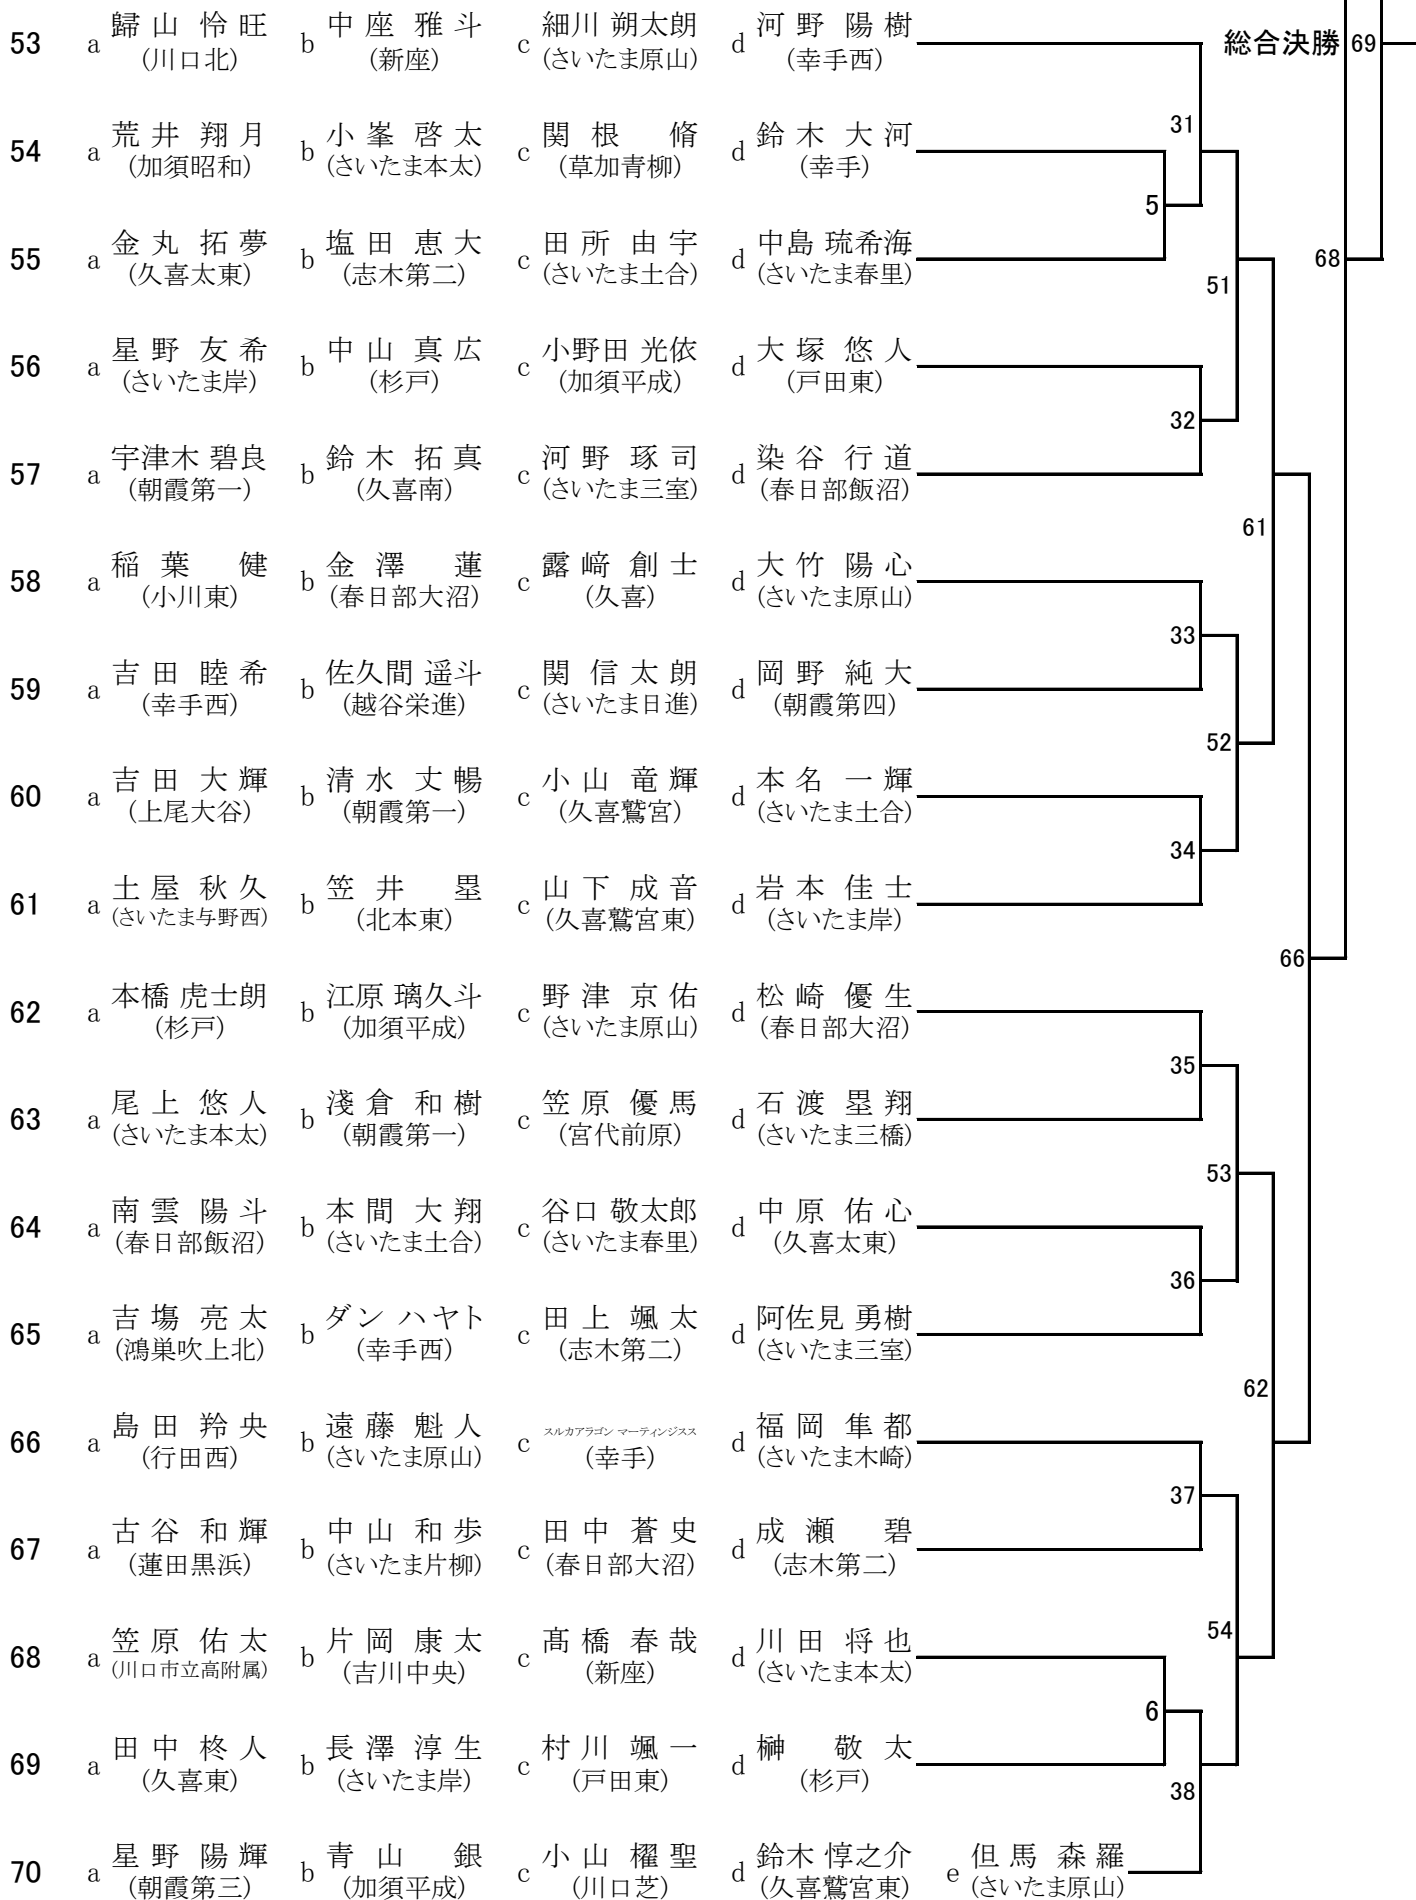 53 a 歸山 怜旺 b 中座 雅斗 c 細川 朔太朗 d 河野 陽樹 総合決勝 69
(川口北) (新座) (さいたま原山) (幸手西)
31
54 a 荒井 翔月 b 小峯 啓太 c 関根 脩 d 鈴木 大河
(加須昭和) (さいたま本太) (草加青柳) (幸手)
5
55 a 金丸 拓夢 b 塩田 恵大 c 田所 由宇 d 中島 琉希海 68
(久喜太東) (志木第二) (さいたま土合) (さいたま春里)
51
56 a 星野 友希 b 中山 真広 c 小野田 光依 d 大塚 悠人
(さいたま岸) (杉戸) (加須平成) (戸田東)
32
57 a 宇津木 碧良 b 鈴木 拓真 c 河野 琢司 d 染谷 行道
(朝霞第一) (久喜南) (さいたま三室) (春日部飯沼)
61
58 a 稲葉 健 b 金澤 蓮 c 露﨑 創士 d 大竹 陽心
(小川東) (春日部大沼) (久喜) (さいたま原山)
33
59 a 吉田 睦希 b 佐久間 遥斗 c 関 信太朗 d 岡野 純大
(幸手西) (越谷栄進) (さいたま日進) (朝霞第四)
52
60 a 吉田 大輝 b 清水 丈暢 c 小山 竜輝 d 本名 一輝
(上尾大谷) (朝霞第一) (久喜鷲宮) (さいたま土合)
34
61 a 土屋 秋久 b 笠井 塁 c 山下 成音 d 岩本 佳士
(さいたま与野西) (北本東) (久喜鷲宮東) (さいたま岸)
66
62 a 本橋 虎士朗 b 江原 璃久斗 c 野津 京佑 d 松崎 優生
(杉戸) (加須平成) (さいたま原山) (春日部大沼)
35
63 a 尾上 悠人 b 淺倉 和樹 c 笠原 優馬 d 石渡 塁翔
(さいたま本太) (朝霞第一) (宮代前原) (さいたま三橋)
53
64 a 南雲 陽斗 b 本間 大翔 c 谷口 敬太郎 d 中原 佑心
(春日部飯沼) (さいたま土合) (さいたま春里) (久喜太東)
36
65 a 吉場 亮太 b ダン ハヤト c 田上 颯太 d 阿佐見 勇樹
(鴻巣吹上北) (幸手西) (志木第二) (さいたま三室)
62
66 a 島田 羚央 b 遠藤 魁人 c スルカアラゴン マーティンジスス d 福岡 隼都
(行田西) (さいたま原山) (幸手) (さいたま木崎)
37
67 a 古谷 和輝 b 中山 和歩 c 田中 蒼史 d 成瀬 碧
(蓮田黒浜) (さいたま片柳) (春日部大沼) (志木第二)
54
68 a 笠原 佑太 b 片岡 康太 c 髙橋 春哉 d 川田 将也
(川口市立高附属) (吉川中央) (新座) (さいたま本太)
6
69 a 田中 柊人 b 長澤 淳生 c 村川 颯一 d 榊 敬太
(久喜東) (さいたま岸) (戸田東) (杉戸)
38
70 a 星野 陽輝 b 青山 銀 c 小山 櫂聖 d 鈴木 惇之介 e 但馬 森羅
(朝霞第三) (加須平成) (川口芝) (久喜鷲宮東) (さいたま原山)